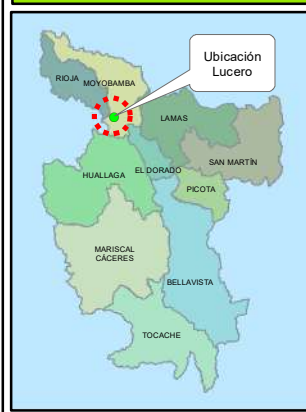 Ubicación
Lucero
RIOJA
MOYOBAMBA
LAMAS
SAN MARTÍN
HUALLAGA
EL DORADO
PICOTA
MARISCAL
CÁCERES
BELLAVISTA
TOCACHE